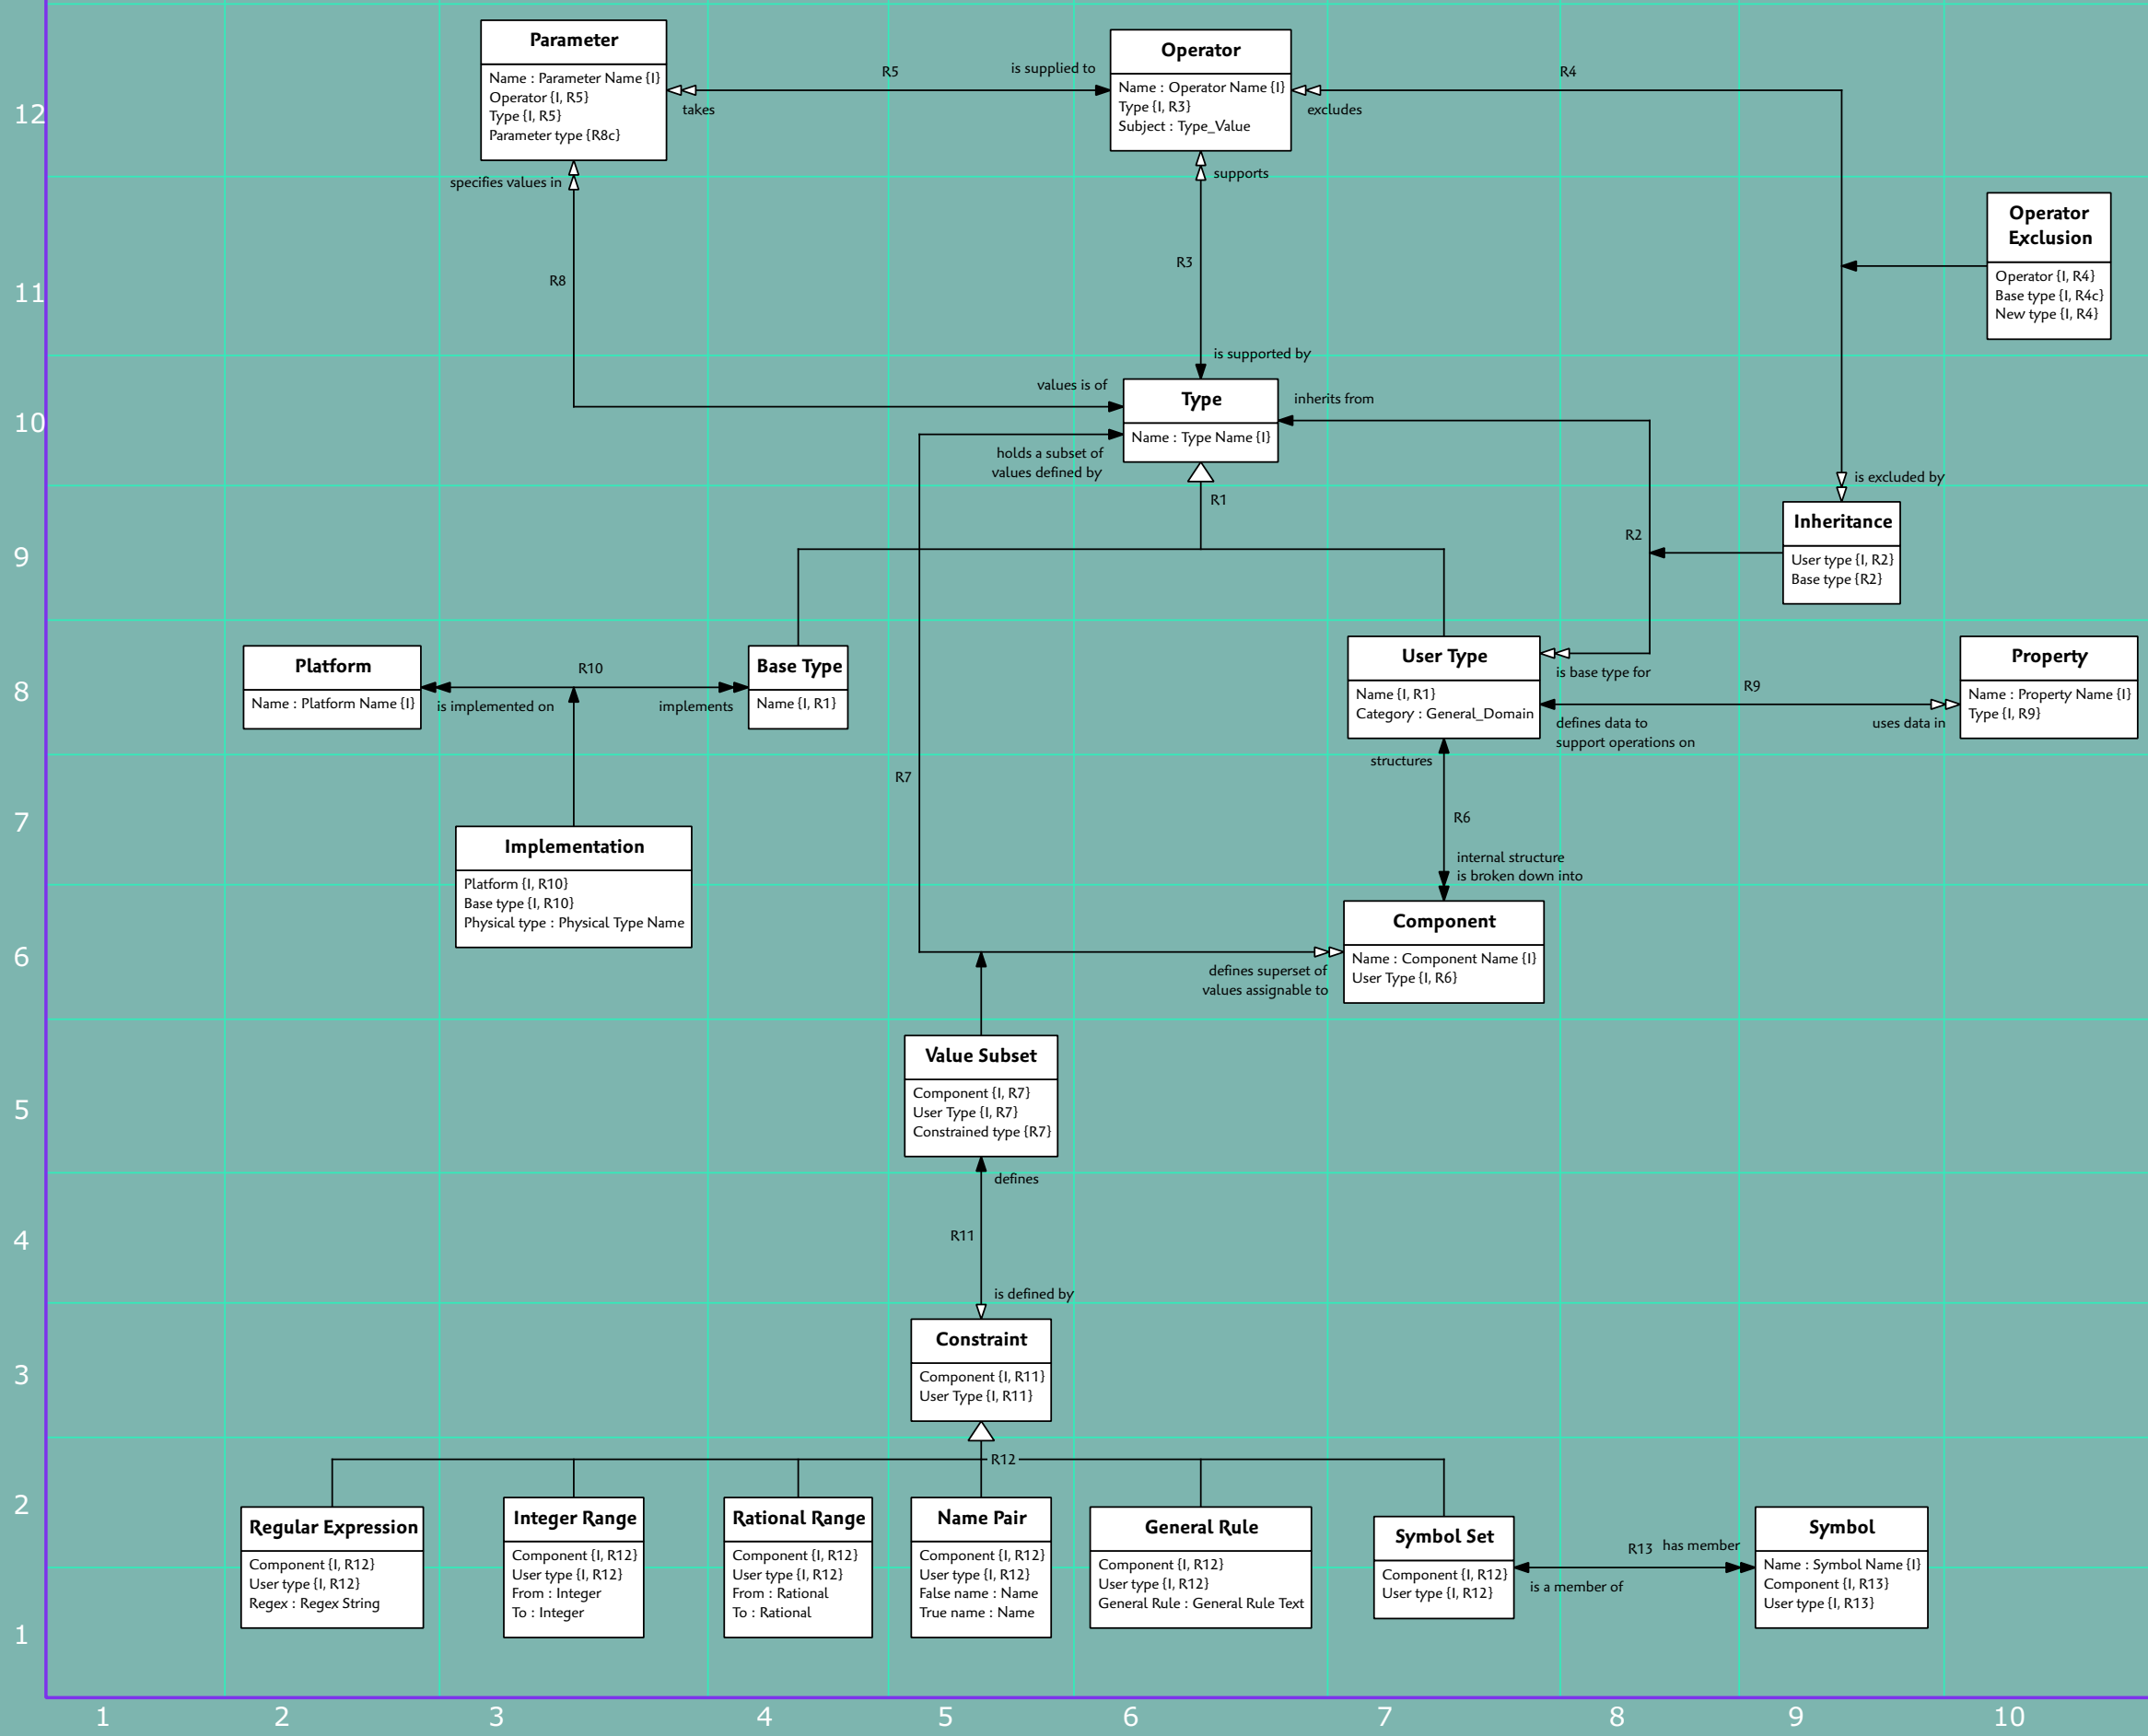 Parameter
Name : Parameter Name {I}
Operator {I, R5}
Type {I, R5}
Parameter type {R8c}
R5
is supplied to
takes
Operator
Name : Operator Name {I}
Type {I, R3}
Subject : Type_Value
R4
excludes
12
specifies values in
supports
Operator
Exclusion
Operator {I, R4}
Base type {I, R4c}
New type {I, R4}
R8
R3
11
is supported by
values is of
Type
Name : Type Name {I}
inherits from
10
holds a subset of
values defined by
is excluded by
R1
R2
Inheritance
User type {I, R2}
Base type {R2}
9
Platform
Name : Platform Name {I}
R10
is implemented on
implements
Base Type
Name {I, R1}
User Type
Name {I, R1}
Category : General_Domain
is base type for
R9
defines data to
support operations on
uses data in
Property
Name : Property Name {I}
Type {I, R9}
8
structures
R7
R6
7
Implementation
Platform {I, R10}
Base type {I, R10}
Physical type : Physical Type Name
internal structure
is broken down into
Component
Name : Component Name {I}
User Type {I, R6}
6
defines superset of
values assignable to
Value Subset
Component {I, R7}
User Type {I, R7}
Constrained type {R7}
5
defines
R11
4
is defined by
Constraint
Component {I, R11}
User Type {I, R11}
3
R12
2
Regular Expression
Component {I, R12}
User type {I, R12}
Regex : Regex String
Integer Range
Component {I, R12}
User type {I, R12}
From : Integer
To : Integer
Rational Range
Component {I, R12}
User type {I, R12}
From : Rational
To : Rational
Name Pair
Component {I, R12}
User type {I, R12}
False name : Name
True name : Name
General Rule
Component {I, R12}
User type {I, R12}
General Rule : General Rule Text
Symbol Set
Component {I, R12}
User type {I, R12}
R13
has member
is a member of
Symbol
Name : Symbol Name {I}
Component {I, R13}
User type {I, R13}
1
1 2 3 4 5 6 7 8 9 10